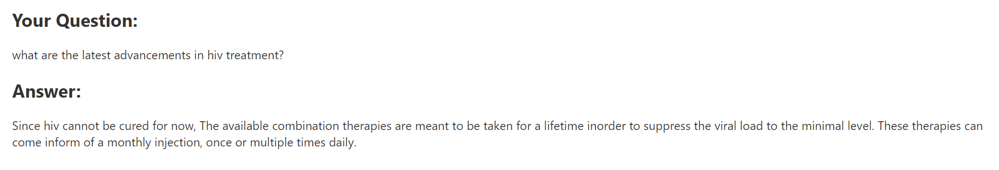 Your Question:
what are the latest advancements in hiv treatment?
Answer:
Since hiv cannot be cured for now, The available combination therapies are meant to be taken for a lifetime inorder to suppress the viral load to the minimal level. These therapies can
come inform of a monthly injection, once or multiple times daily.